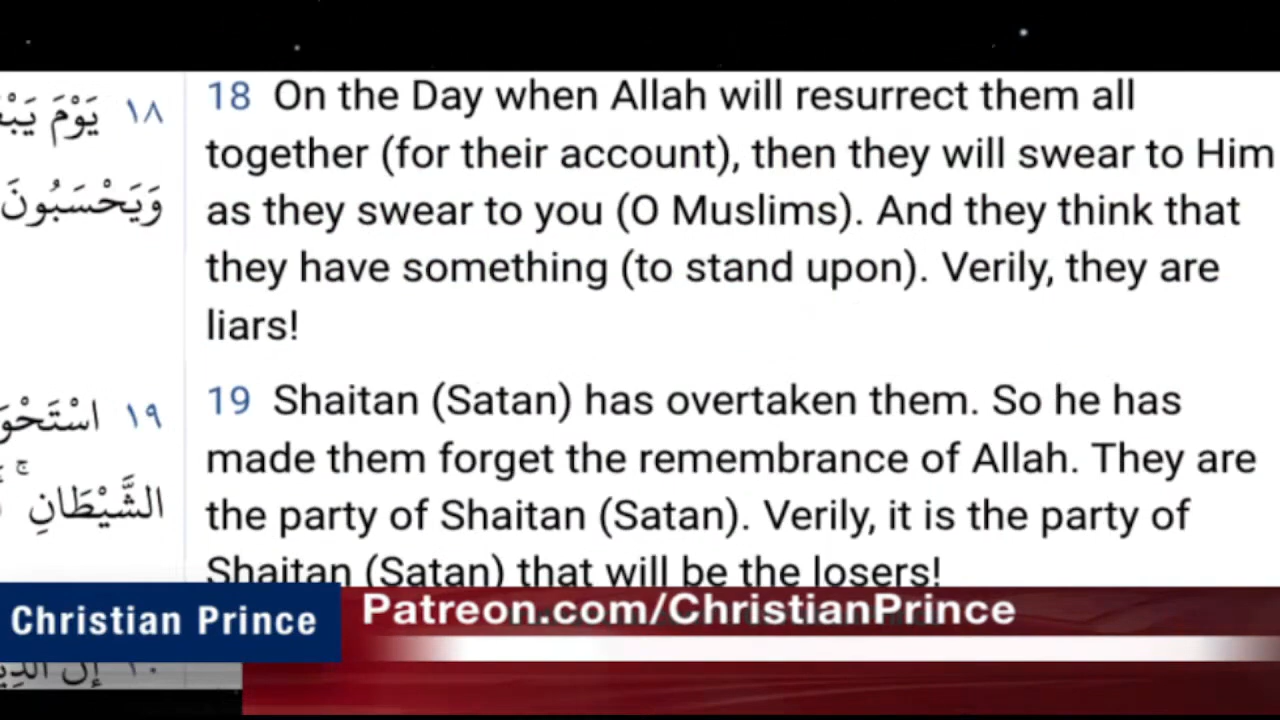 ١٨ يَوْمَ
وَيَحْسَبُونَ
18 On the Day when Allah will resurrect them all
together (for their account), then they will swear to Him
as they swear to you (O Muslims). And they think that
they have something (to stand upon). Verily, they are
liars!
١٩
الشَّيْطَانِ ۚ
19 Shaitan (Satan) has overtaken them. So he has
made them forget the remembrance of Allah. They are
the party of Shaitan (Satan). Verily, it is the party of
Shaitan (Satan) that will be the losers!
Christian Prince
Patreon.com/ChristianPrince